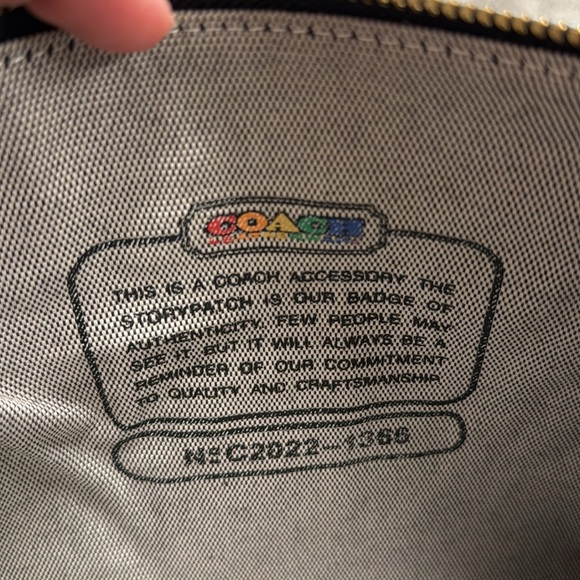 COACH
THIS IS A COACH ACCESSORY. THE
STORYPATCH IS OUR BADGE OF
AUTHENTICITY. FEW PEOPLE MAY
SEE IT. BUT IT WILL ALWAYS BE A
REMINDER OF OUR COMMITMENT
TO QUALITY AND CRAFTSMANSHIP.
Nº C2022-1366